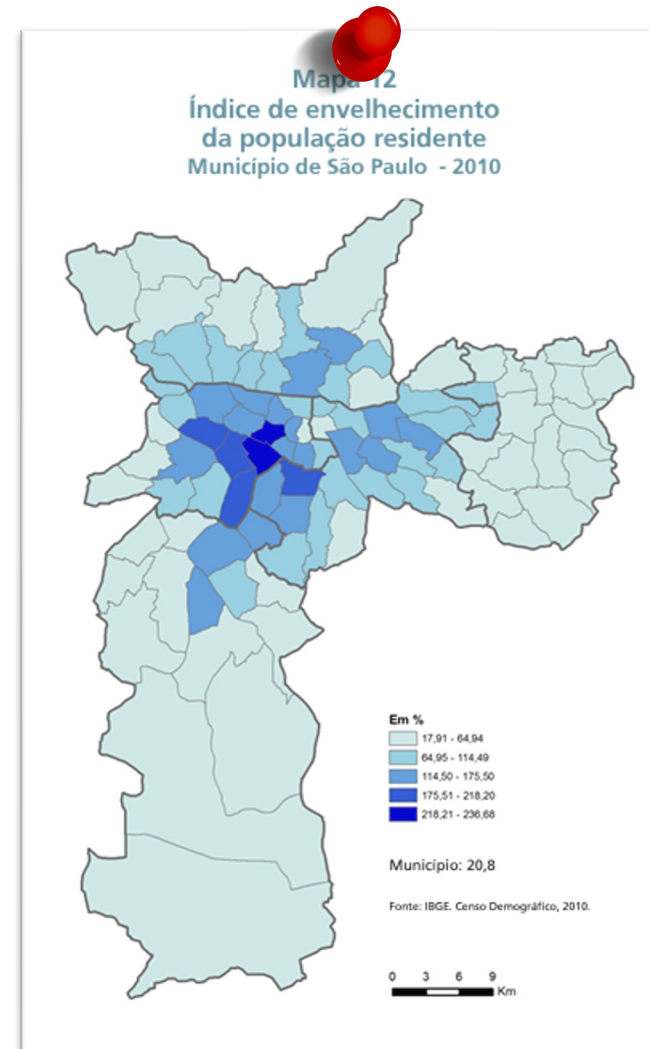 Mapa 12
Índice de envelhecimento
da população residente
Município de São Paulo - 2010
Em %
17,91 - 64,94
64,95 - 114,49
114,50 - 175,50
175,51 - 218,20
218,21 - 236,68
Município: 20,8
Fonte: IBGE. Censo Demográfico, 2010.
0 3 6 9
Km